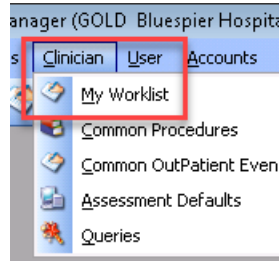 anager (GOLD Bluespier Hospita
s Clinician User Accounts
My Worklist
Common Procedures
Common OutPatient Even
Assessment Defaults
Queries